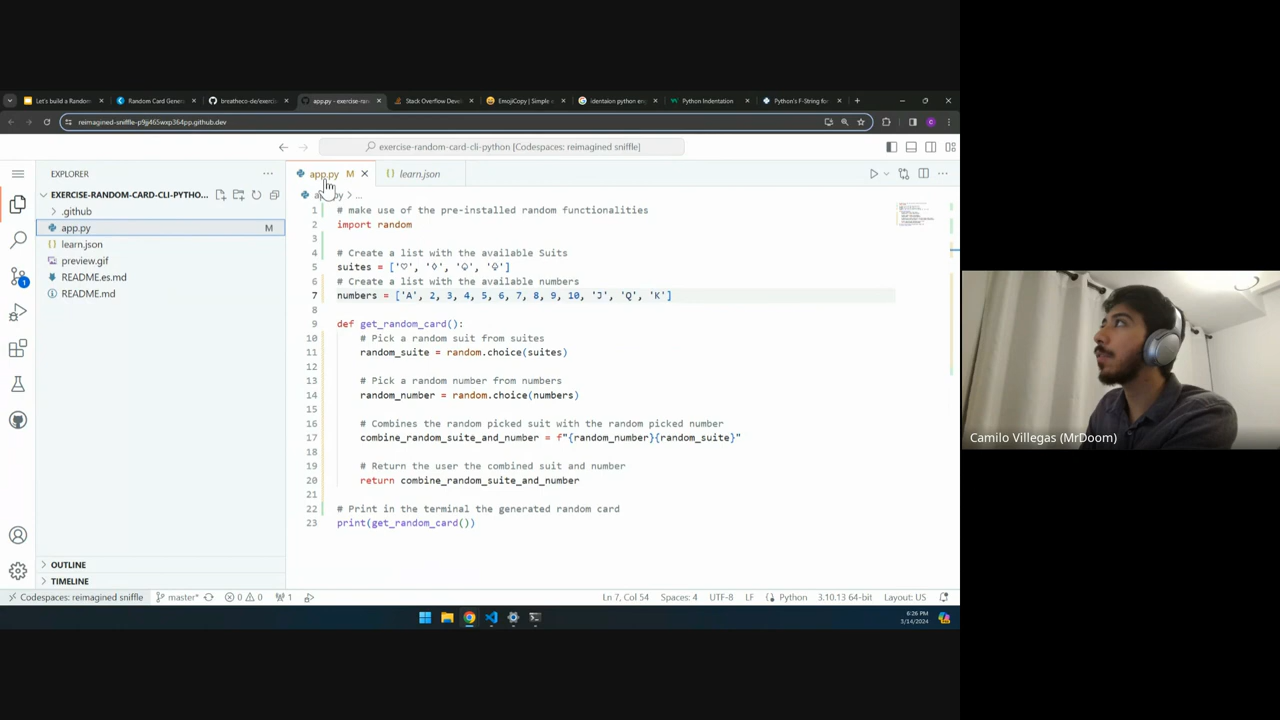 Let's build a Random
Random Card Gene
breatheco-de/exerci
app.py - exercise-ran
Stack Overflow Devel
EmojiCopy | Simple e
identaion python en
Python Indentation
Python's F-String for
reimagined-sniffle-p9jj465wxp364pp.github.dev
exercise-random-card-cli-python [Codespaces: reimagined sniffle]
EXPLORER
EXERCISE-RANDOM-CARD-CLI-PYTHO...
.github
app.py M
learn.json
preview.gif
README.es.md
README.md
OUTLINE
TIMELINE
app.py M
learn.json
...
1 # make use of the pre-installed random functionalities
2 import random
3
4 # Create a list with the available Suits
5 suites = ['♡', '♢', '♤', '♧']
6 # Create a list with the available numbers
7 numbers = ['A', 2, 3, 4, 5, 6, 7, 8, 9, 10, 'J', 'Q', 'K']
8
9 def get_random_card():
10 # Pick a random suit from suites
11 random_suite = random.choice(suites)
12
13 # Pick a random number from numbers
14 random_number = random.choice(numbers)
15
16 # Combines the random picked suit with the random picked number
17 combine_random_suite_and_number = f"{random_number}{random_suite}"
18
19 # Return the user the combined suit and number
20 return combine_random_suite_and_number
21
22 # Print in the terminal the generated random card
23 print(get_random_card())
Camilo Villegas (MrDoom)
Codespaces: reimagined sniffle master* 0 0 1 Ln 7, Col 54 Spaces: 4 UTF-8 LF Python 3.10.13 64-bit Layout: US
6:26 PM
3/14/2024